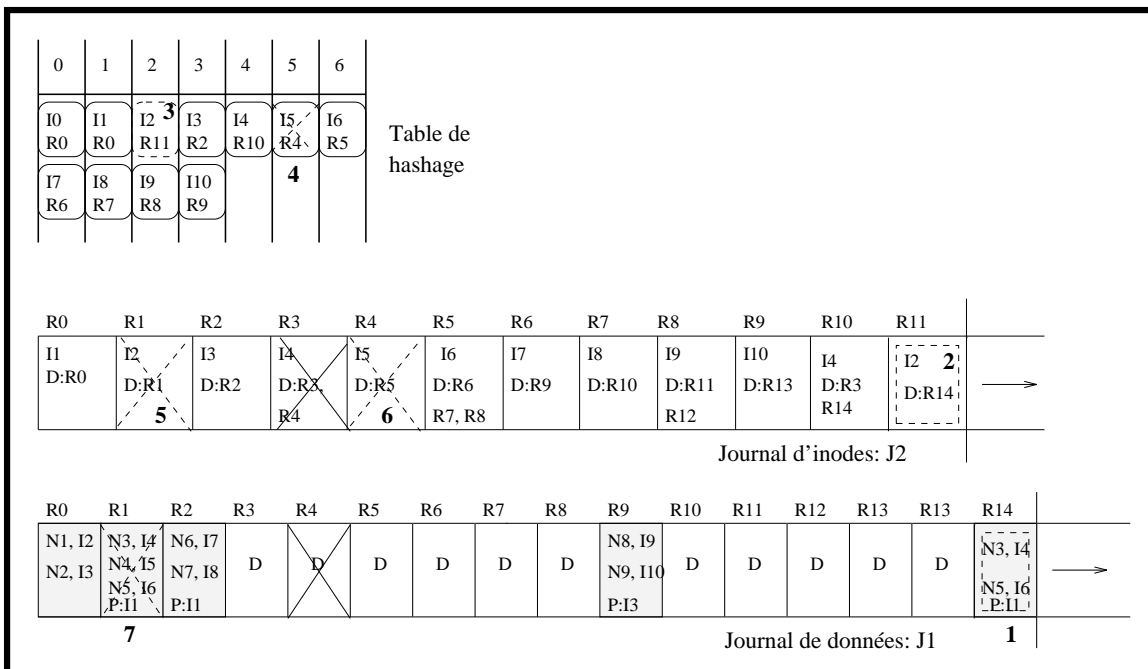 0 1 2 3 4 5 6
I0 I1 I2 3 I3 I4 I5 I6
R0 R0 R11 R2 R10 R4 R5
Table de
hashage
4
I7 I8 I9 I10
R6 R7 R8 R9
R0 R1 R2 R3 R4 R5 R6 R7 R8 R9 R10 R11
I1 I2 I3 I4 I5 I6 I7 I8 I9 I10 I4 I2 2
D:R0 D:R1 D:R2 D:R3, D:R5 D:R6 D:R9 D:R10 D:R11 D:R13 D:R3 D:R14
5 R4 6 R7, R8 R12 R14
Journal d'inodes: J2
R0 R1 R2 R3 R4 R5 R6 R7 R8 R9 R10 R11 R12 R13 R13 R14
N1, I2 N3, I4 N6, I7 N8, I9 N3, I4
N2, I3 N4, I5 N7, I8 D D D D D D N9, I10 D D D D D
N5, I6 N5, I6
P:I1 P:I1 P:I3 P:I1
7 Journal de données: J1 1